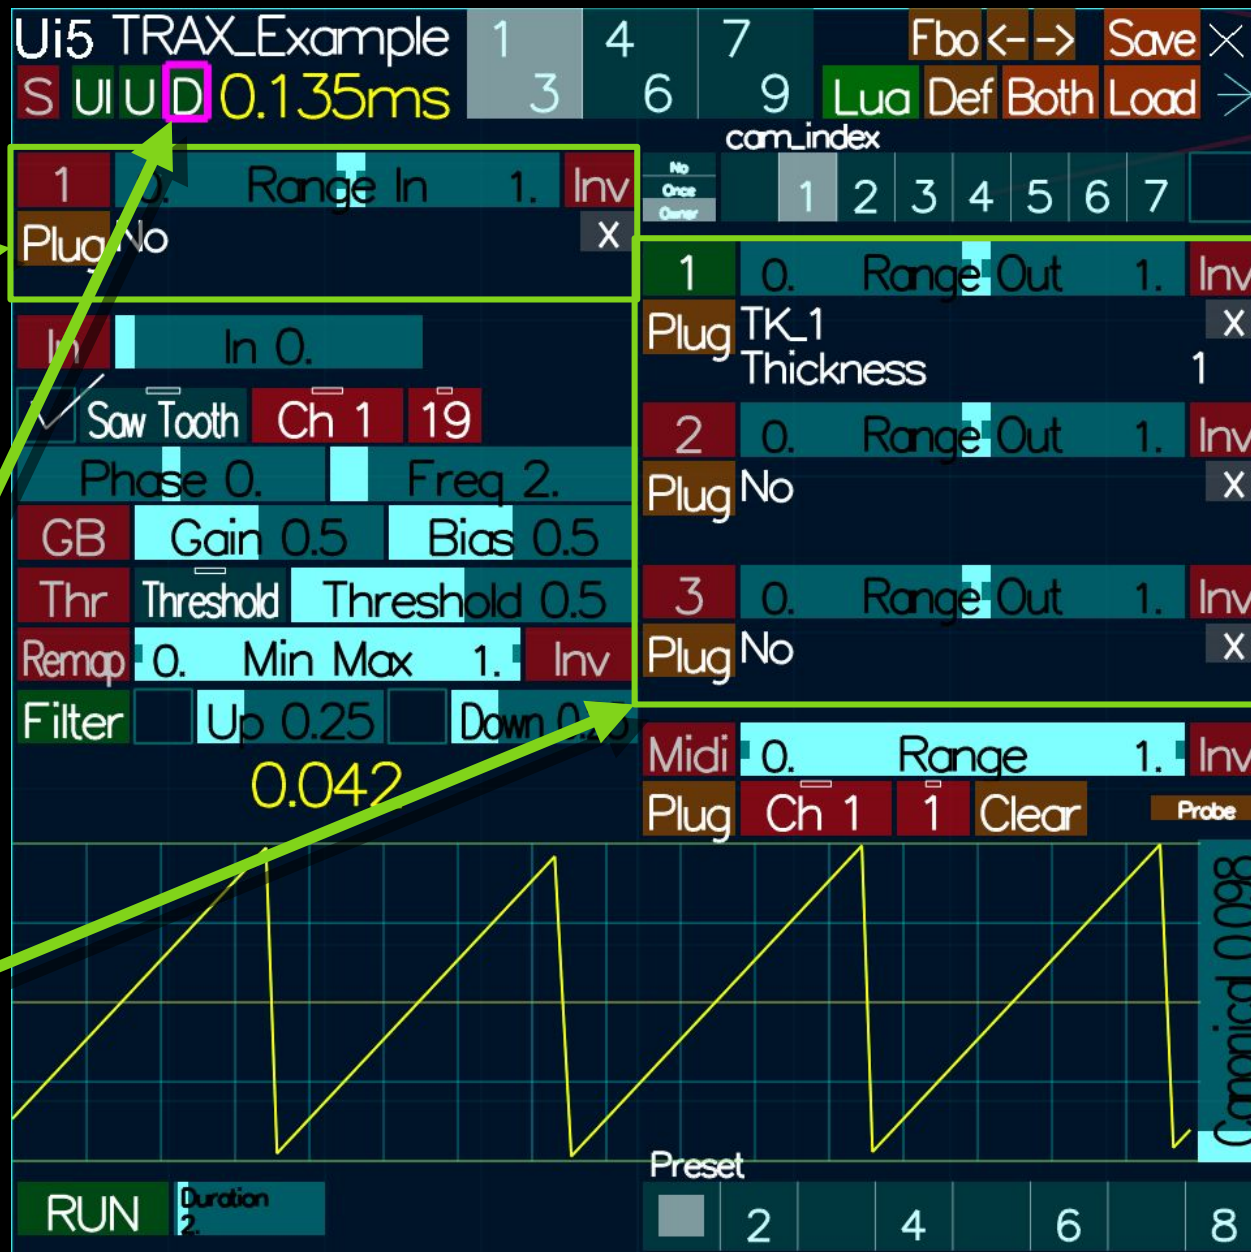 Ui5 TRAX_Example 1 4 7 Fbo <- -> Save X
S UI U D 0.135ms 3 6 9 Lua Def Both Load
cam_index
1 0. Range In 1. Inv
Plug No X
No
Once
Owner
1 2 3 4 5 6 7
1 0. Range Out 1. Inv
Plug TK_1 X
Thickness 1
2 0. Range Out 1. Inv
Plug No X
3 0. Range Out 1. Inv
Plug No X
In In 0.
Saw Tooth Ch 1 19
Phase 0. Freq 2.
GB Gain 0.5 Bias 0.5
Thr Threshold Threshold 0.5
Remap 0. Min Max 1. Inv
Filter Up 0.25 Down
0.042
Midi 0. Range 1. Inv
Plug Ch 1 1 Clear Probe
Canonical 0.098
Preset
RUN Duration
2.
2 4 6 8